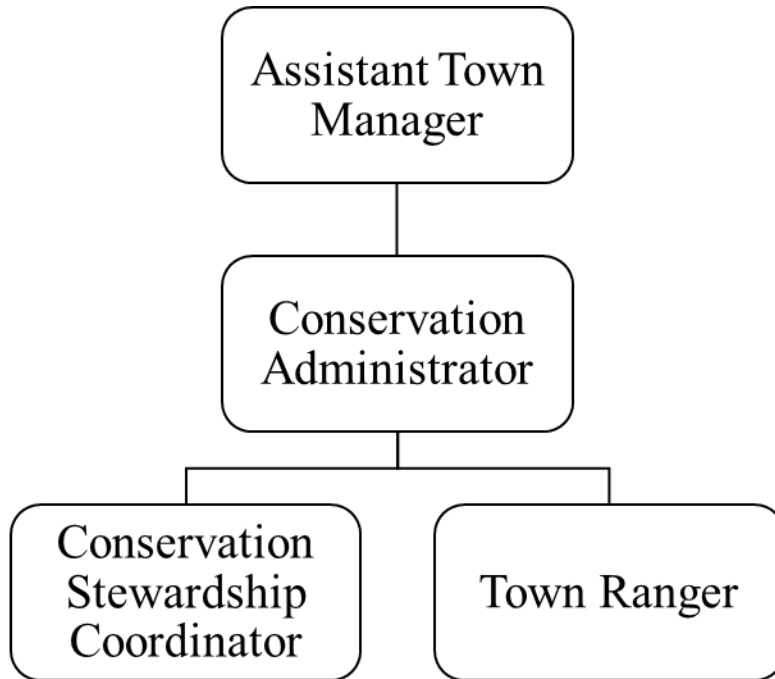 Assistant Town
Manager
Conservation
Administrator
Conservation
Stewardship
Coordinator
Town Ranger